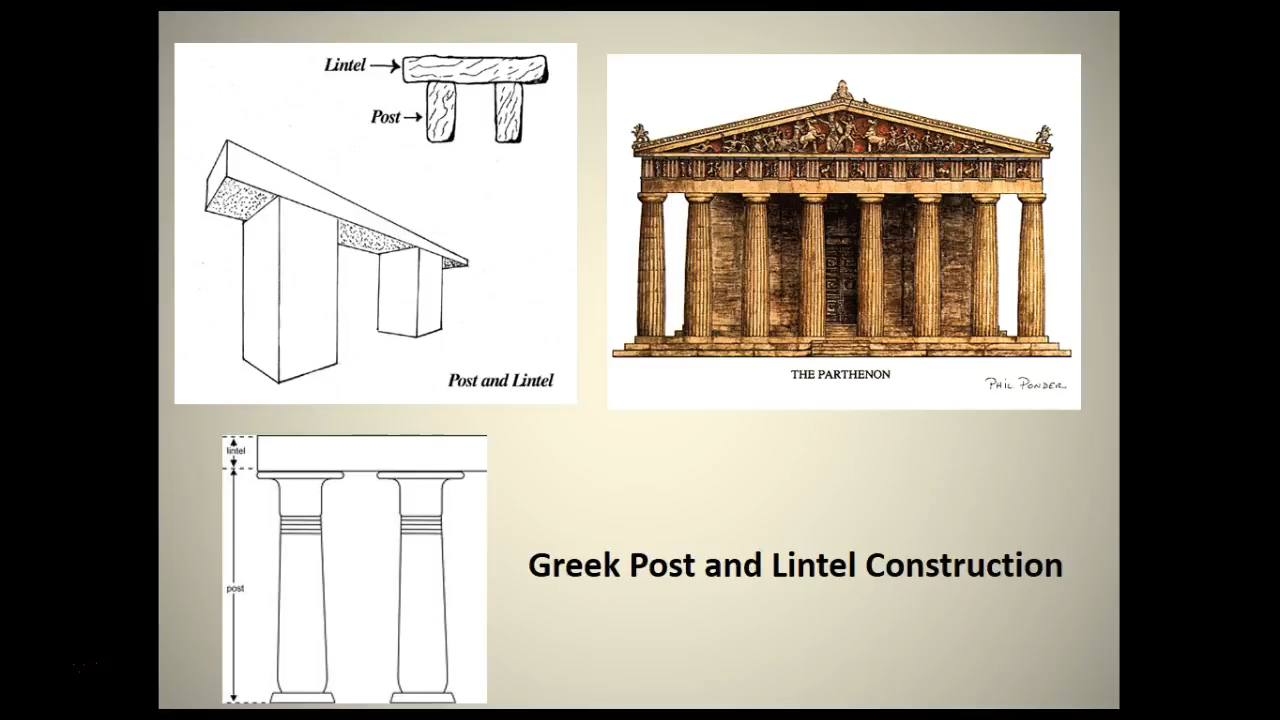 Lintel
Post
Post and Lintel
THE PARTHENON
PHIL PONDER
lintel
post
Greek Post and Lintel Construction